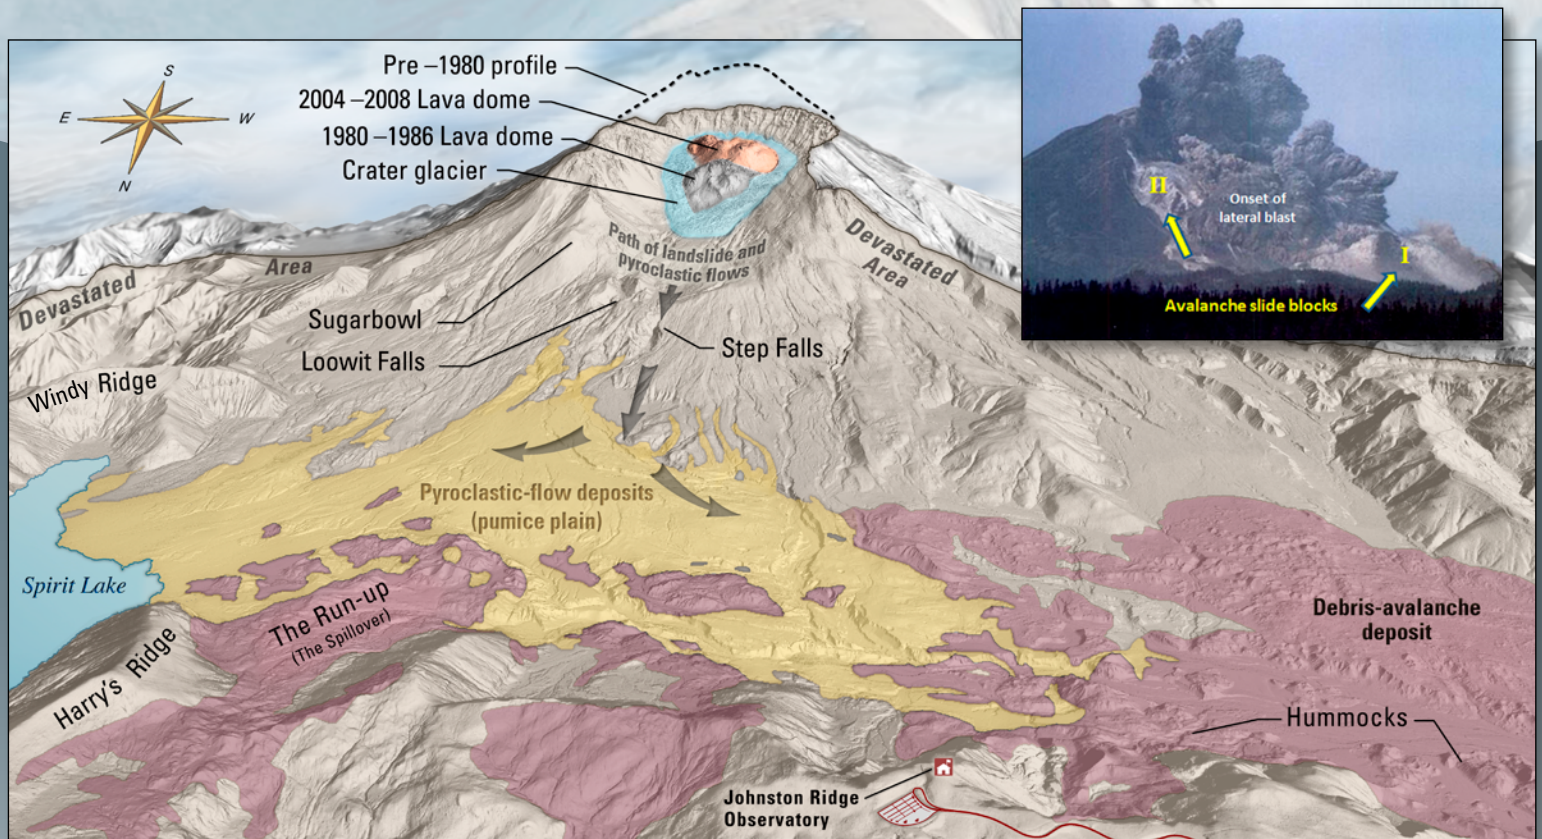 S
E
W
N
Pre –1980 profile
2004 –2008 Lava dome
1980 –1986 Lava dome
Crater glacier
II
Onset of
lateral blast
I
Avalanche slide blocks
Path of landslide and
pyroclastic flows
Devastated
Area
Devastated
Area
Sugarbowl
Loowit Falls
Step Falls
Windy Ridge
Pyroclastic-flow deposits
(pumice plain)
Spirit Lake
The Run-up
(The Spillover)
Harry's Ridge
Debris-avalanche
deposit
Hummocks
Johnston Ridge
Observatory